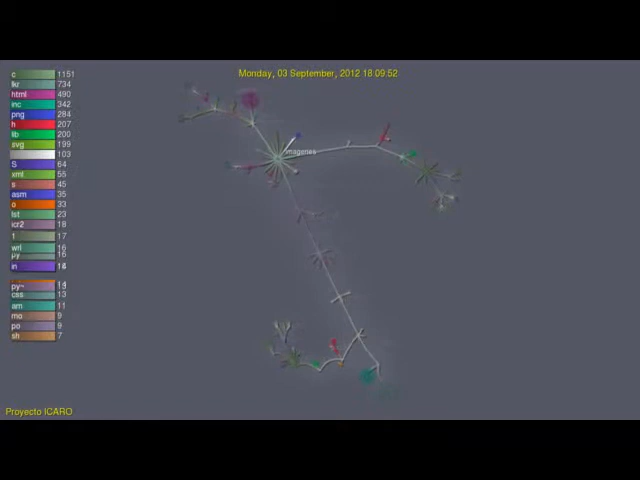 Monday, 03 September, 2012 18:09:52
c 1151
lkr 734
html 490
inc 342
png 284
h 207
lib 200
svg 199
103
S 64
xml 55
s 45
asm 35
o 33
lst 23
icr2 18
1 17
wrl 16
py 16
in
py~
css 13
am 11
mo 9
po 9
sh 7
imagenes
Proyecto ICARO